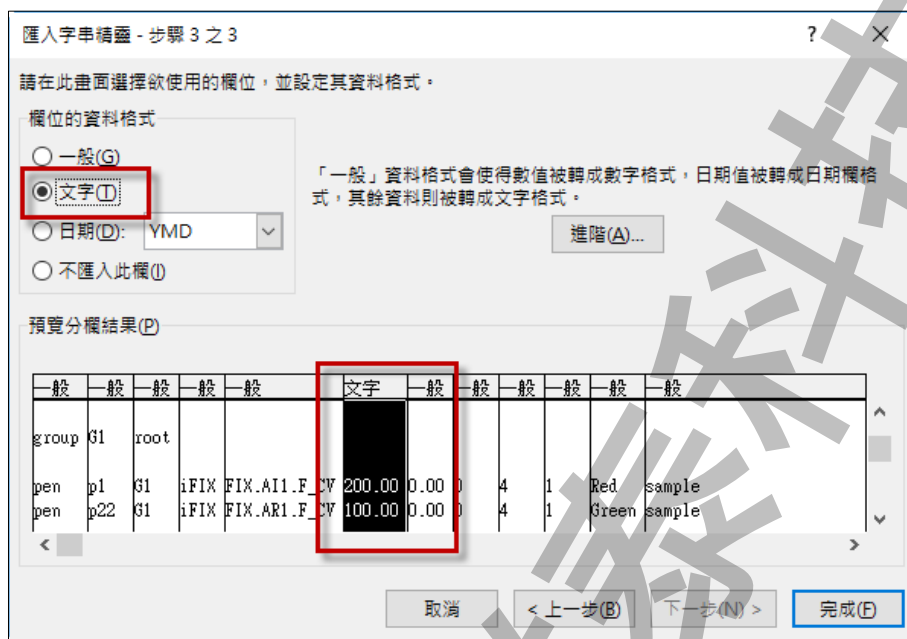 匯入字串精靈 - 步驟 3 之 3 ? ×
請在此畫面選擇欲使用的欄位，並設定其資料格式。
欄位的資料格式
一般(G)
文字(T)
日期(D): YMD
不匯入此欄(I)
「一般」資料格式會使得數值被轉成數字格式，日期值被轉成日期欄格
式，其餘資料則被轉成文字格式。
進階(A)...
預覽分欄結果(P)
一般 一般 一般 一般 一般 文字 一般 一般 一般 一般 一般 一般
group G1 root
pen p1 G1 iFIX FIX.AI1.F_CV 200.00 0.00 0 4 1 Red sample
pen p22 G1 iFIX FIX.AR1.F_CV 100.00 0.00 0 4 1 Green sample
取消 < 上一步(B) 下一步(N) > 完成(F)
泰科技